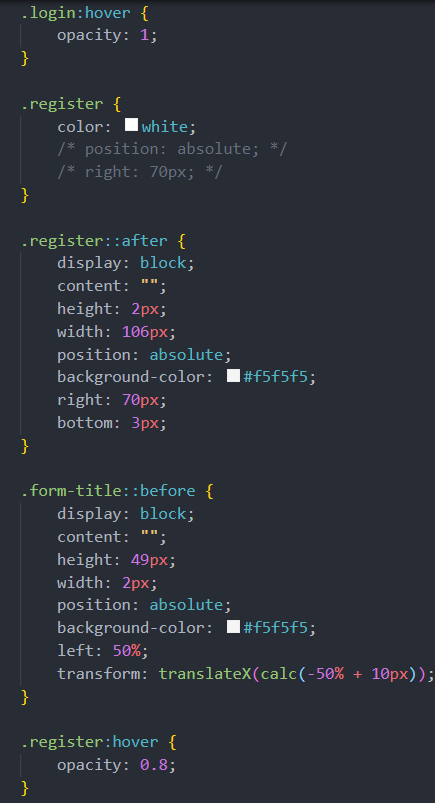 .login:hover {
    opacity: 1;
}

.register {
    color: white;
    /* position: absolute; */
    /* right: 70px; */
}

.register::after {
    display: block;
    content: "";
    height: 2px;
    width: 106px;
    position: absolute;
    background-color: #f5f5f5;
    right: 70px;
    bottom: 3px;
}

.form-title::before {
    display: block;
    content: "";
    height: 49px;
    width: 2px;
    position: absolute;
    background-color: #f5f5f5;
    left: 50%;
    transform: translateX(calc(-50% + 10px));
}

.register:hover {
    opacity: 0.8;
}